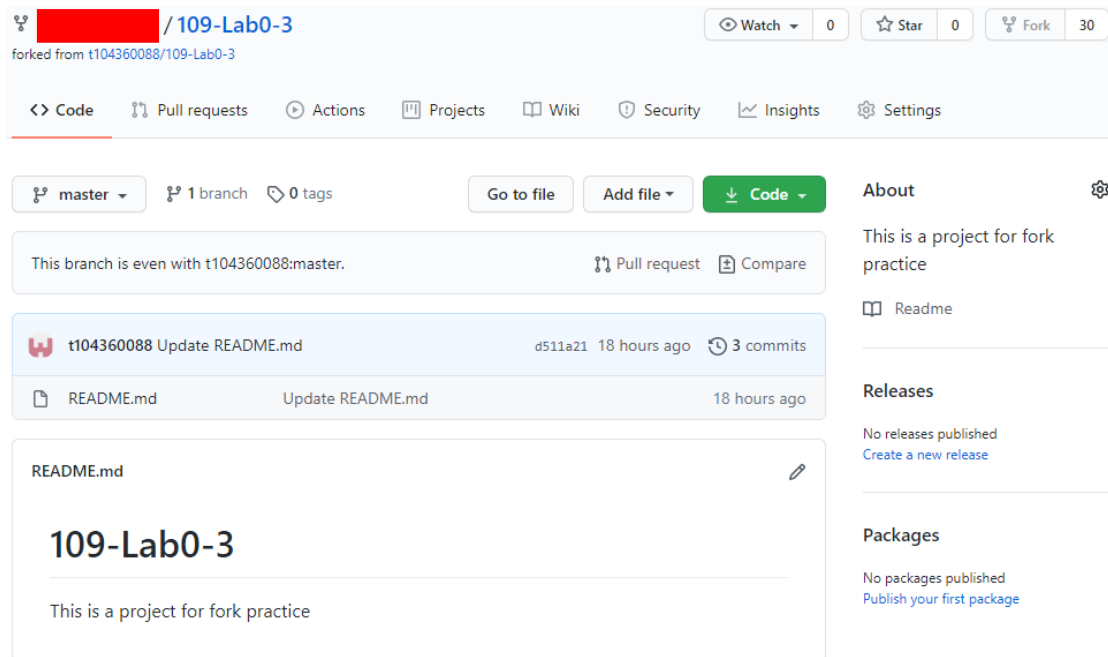 / 109-Lab0-3
Watch 0 Star 0 Fork 30
forked from t104360088/109-Lab0-3
<> Code Pull requests Actions Projects Wiki Security Insights Settings
master 1 branch 0 tags Go to file Add file Code
About
This is a project for fork
practice
Readme
This branch is even with t104360088:master. Pull request Compare
t104360088 Update README.md d511a21 18 hours ago 3 commits
README.md Update README.md 18 hours ago
Releases
No releases published
Create a new release
README.md
109-Lab0-3
This is a project for fork practice
Packages
No packages published
Publish your first package